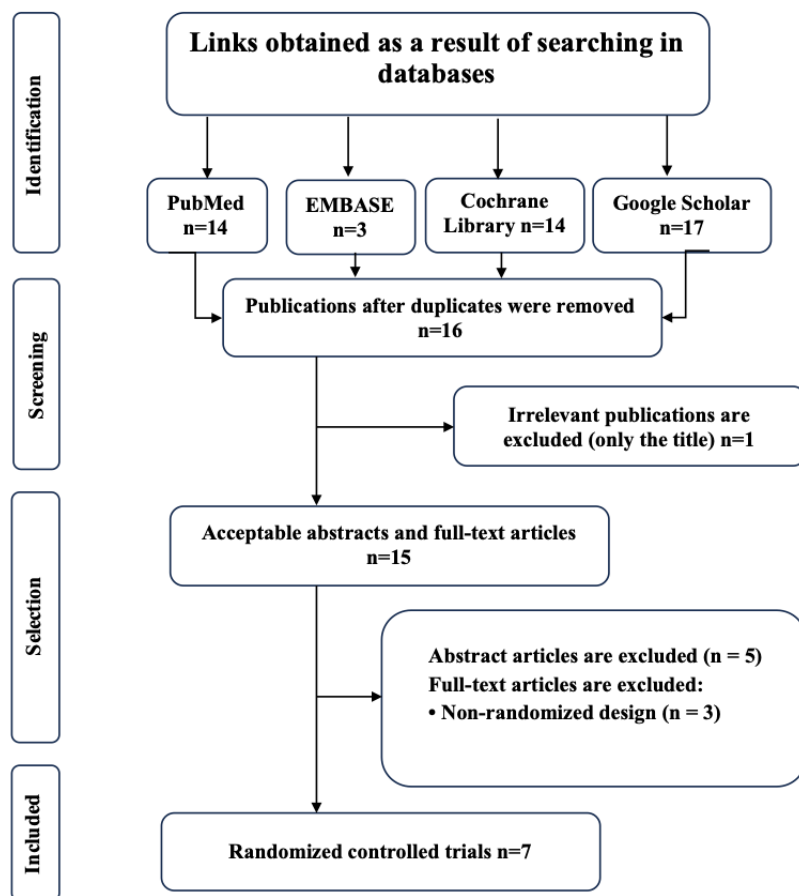 Identification
Links obtained as a result of searching in
databases
PubMed
n=14
EMBASE
n=3
Cochrane
Library n=14
Google Scholar
n=17
Screening
Publications after duplicates were removed
n=16
Irrelevant publications are
excluded (only the title) n=1
Selection
Acceptable abstracts and full-text articles
n=15
Abstract articles are excluded (n = 5)
Full-text articles are excluded:
• Non-randomized design (n = 3)
Included
Randomized controlled trials n=7